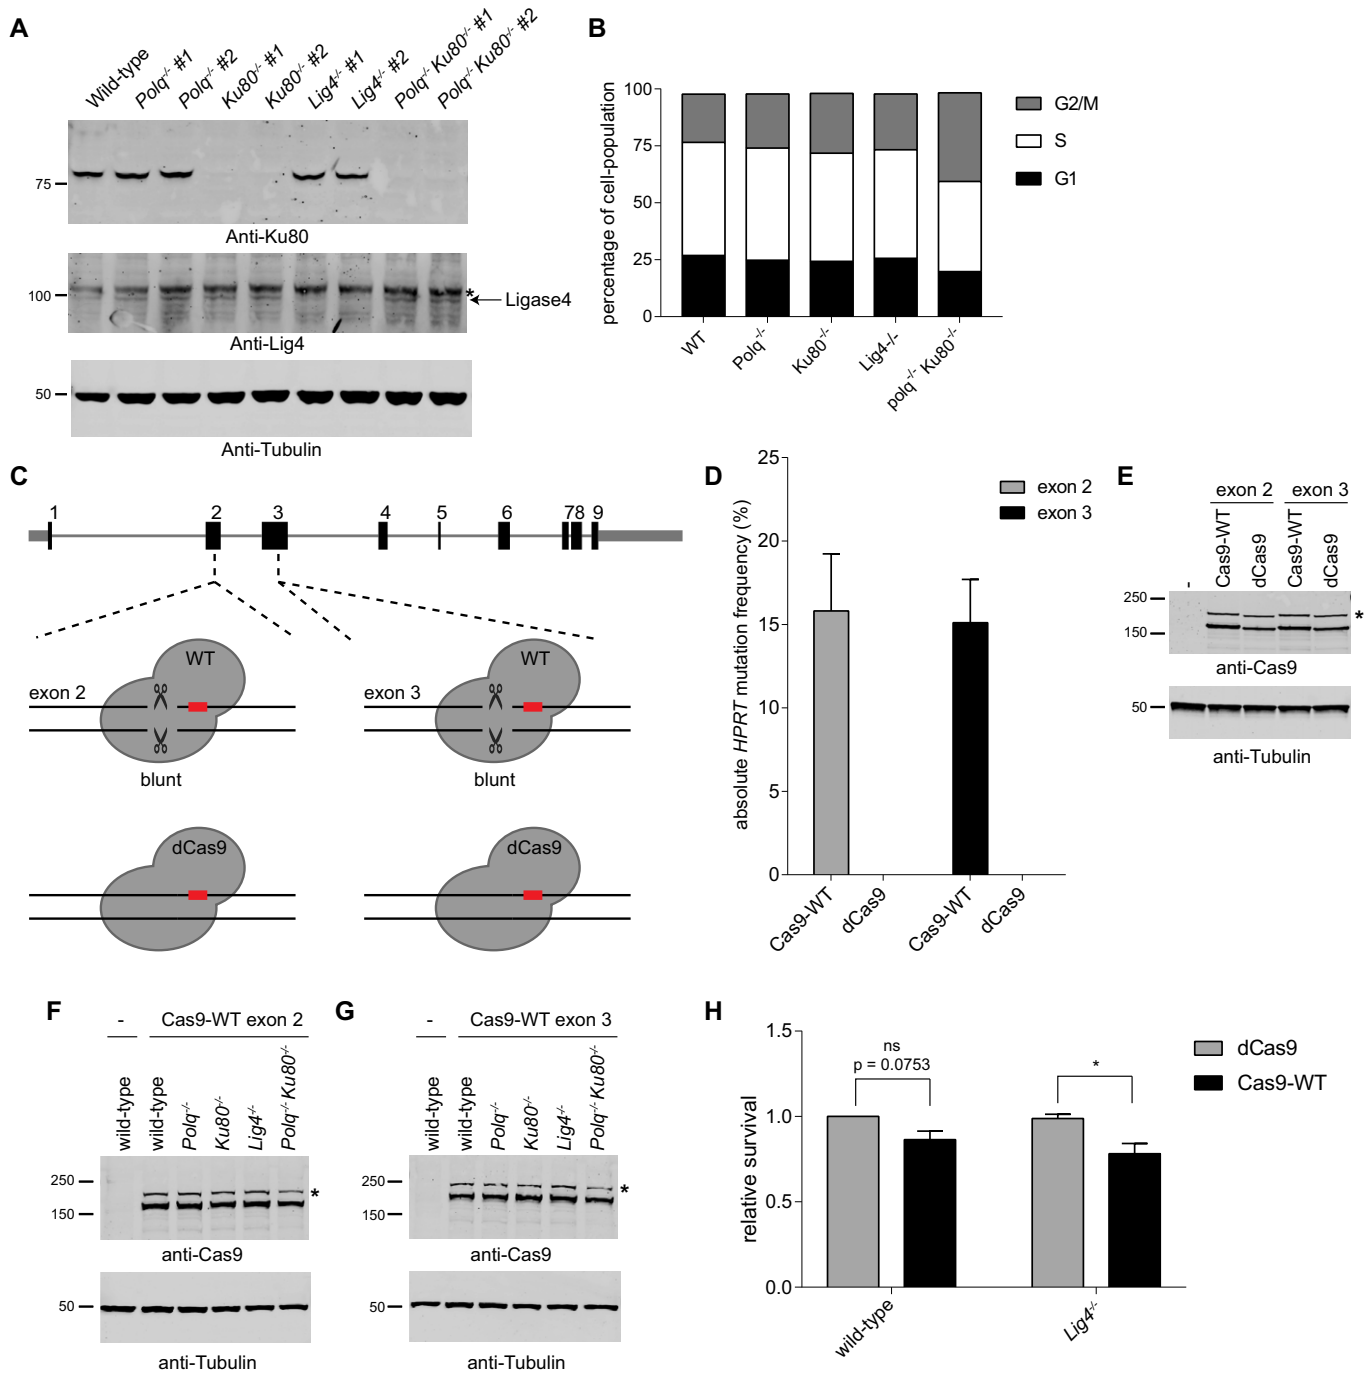 A
Wild-type
Polq-/- #1
Polq-/- #2
Ku80-/- #1
Ku80-/- #2
Lig4-/- #1
Lig4-/- #2
Polq-/- Ku80-/- #1
Polq-/- Ku80-/- #2
75
Anti-Ku80
100
*
Ligase4
Anti-Lig4
50
Anti-Tubulin
B
percentage of cell-population
100
75
50
25
0
WT
Polq-/-
Ku80-/-
Lig4-/-
polq-/- Ku80-/-
G2/M
S
G1
C
1 2 3 4 5 6 78 9
WT
exon 2
blunt
WT
exon 3
blunt
dCas9
dCas9
D
absolute HPRT mutation frequency (%)
25
20
15
10
5
0
Cas9-WT
dCas9
Cas9-WT
dCas9
exon 2
exon 3
E
exon 2 exon 3
-
Cas9-WT
dCas9
Cas9-WT
dCas9
250
150
*
anti-Cas9
50
anti-Tubulin
F
- Cas9-WT exon 2
wild-type
wild-type
Polq-/-
Ku80-/-
Lig4-/-
Polq-/- Ku80-/-
250
150
*
anti-Cas9
50
anti-Tubulin
G
- Cas9-WT exon 3
wild-type
wild-type
Polq-/-
Ku80-/-
Lig4-/-
Polq-/- Ku80-/-
250
150
*
anti-Cas9
50
anti-Tubulin
H
relative survival
1.5
1.0
0.5
0.0
ns
p = 0.0753
*
wild-type
Lig4-/-
dCas9
Cas9-WT